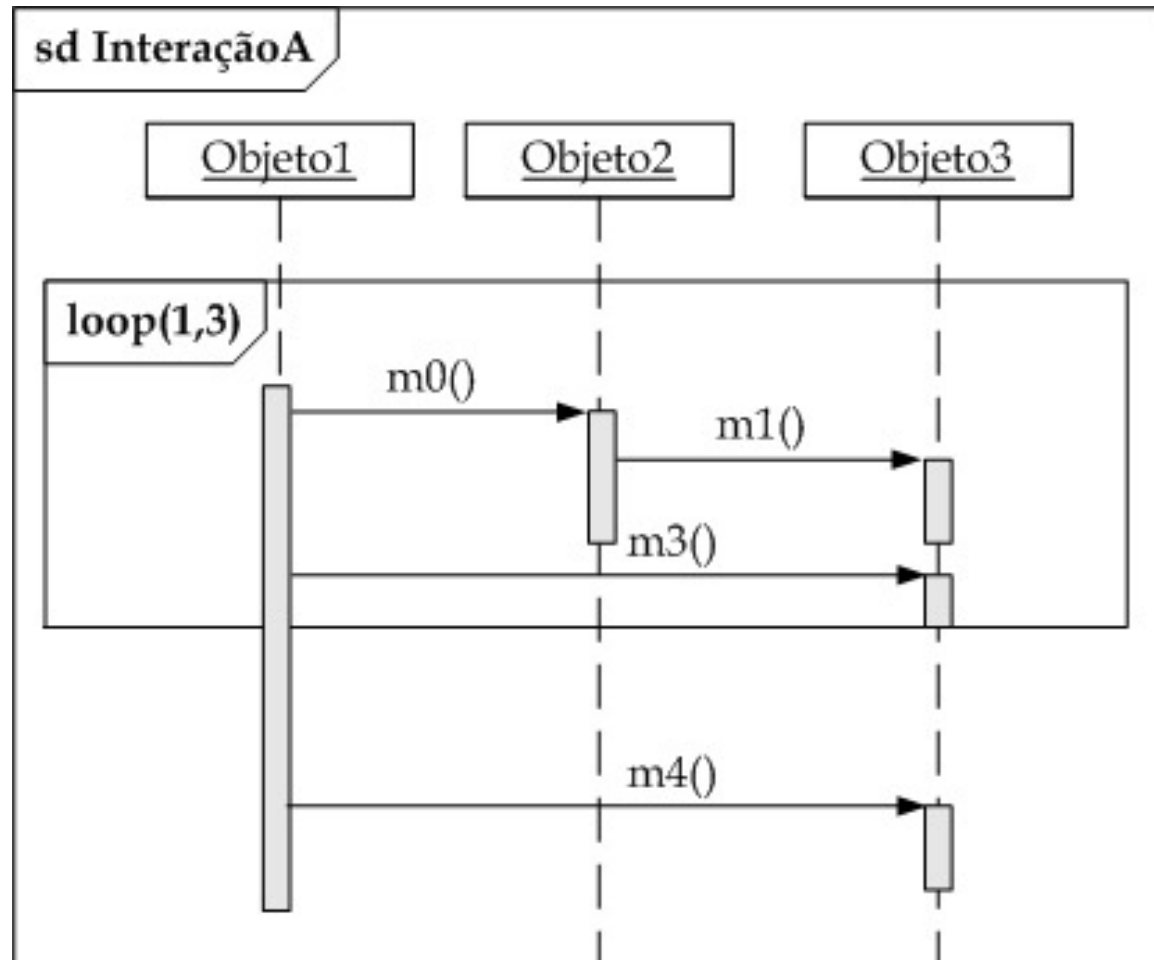 sd InteraçãoA
Objeto1 Objeto2 Objeto3
loop(1,3)
m0()
m1()
m3()
m4()